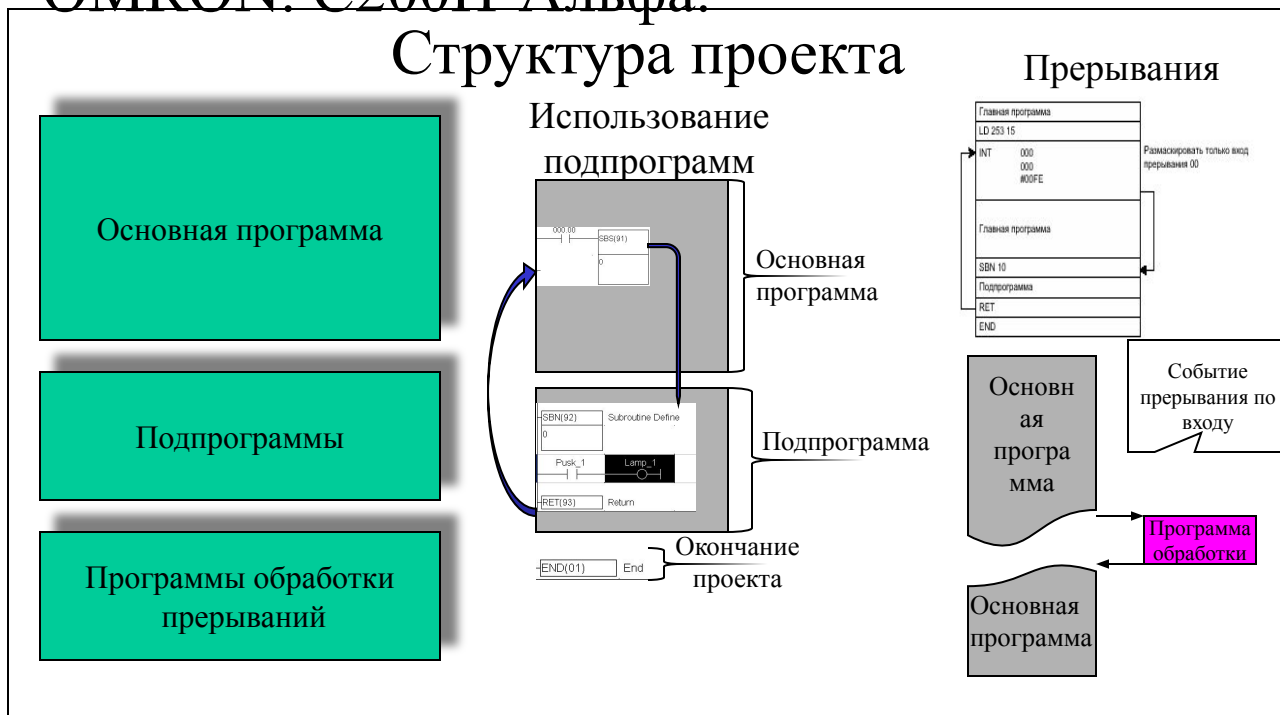 OMRON. C200H-Альфа.
Структура проекта
Основная программа
Подпрограммы
Программы обработки
прерываний
Использование
подпрограмм
000.00
SBS(91)
0
Основная
программа
SBN(92)
Subroutine Define
0
Pusk_1
Lamp_1
RET(93)
Return
Подпрограмма
END(01)
End
Окончание
проекта
Прерывания
Главная программа
LD 253 15
INT 000
000
#00FE
Размаскировать только вход
прерывания 00
Главная программа
SBN 10
Подпрограмма
RET
END
Основн
ая
програ
мма
Событие
прерывания по
входу
Программа
обработки
Основная
программа